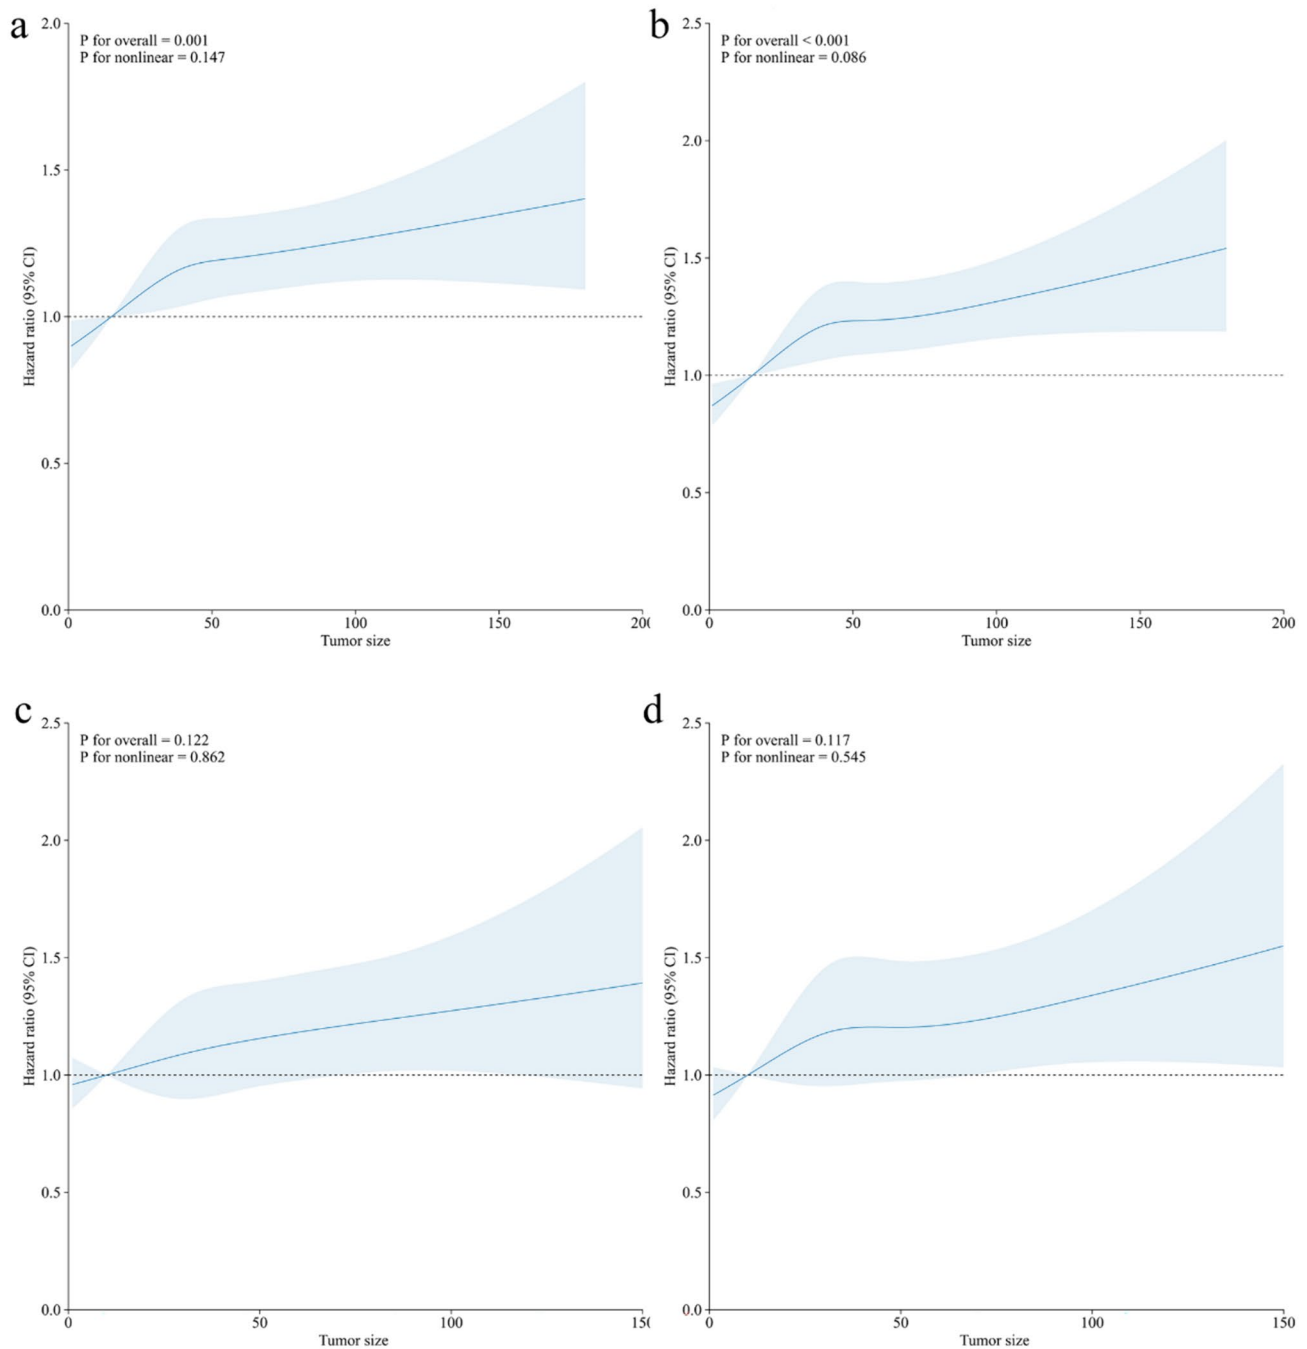 a
P for overall = 0.001
P for nonlinear = 0.147
2.0
1.5
1.0
0.5
0.0
Hazard ratio (95% CI)
0 50 100 150 200
Tumor size
b
P for overall < 0.001
P for nonlinear = 0.086
2.5
2.0
1.5
1.0
0.5
0.0
Hazard ratio (95% CI)
0 50 100 150 200
Tumor size
c
P for overall = 0.122
P for nonlinear = 0.862
2.5
2.0
1.5
1.0
0.5
0.0
Hazard ratio (95% CI)
0 50 100 150
Tumor size
d
P for overall = 0.117
P for nonlinear = 0.545
2.5
2.0
1.5
1.0
0.5
0.0
Hazard ratio (95% CI)
0 50 100 150
Tumor size